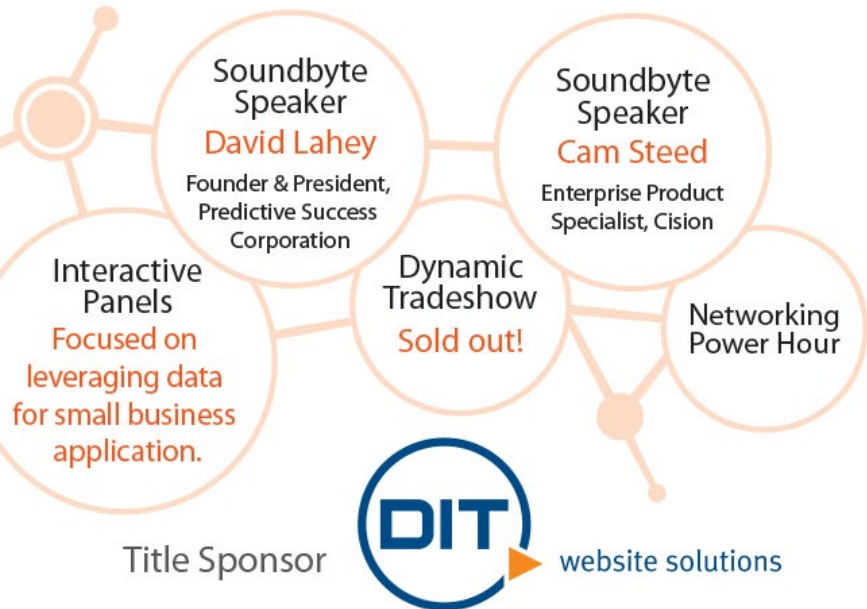 Soundbyte
Speaker
David Lahey
Founder & President,
Predictive Success
Corporation
Soundbyte
Speaker
Cam Steed
Enterprise Product
Specialist, Cision
Interactive
Panels
Focused on
leveraging data
for small business
application.
Dynamic
Tradeshow
Sold out!
Networking
Power Hour
Title Sponsor
DIT
website solutions